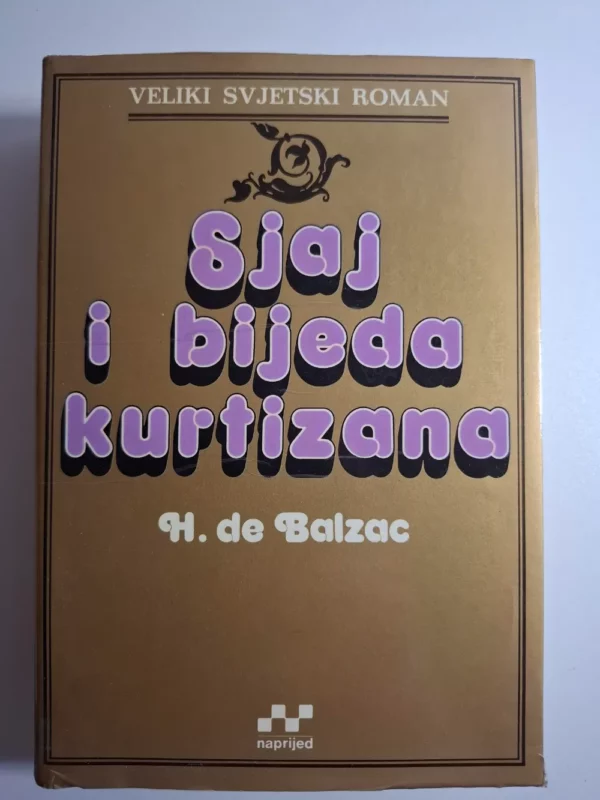 VELIKI SVJETSKI ROMAN
Sjaj
i bijeda
kurtizana
H. de Balzac
naprijed